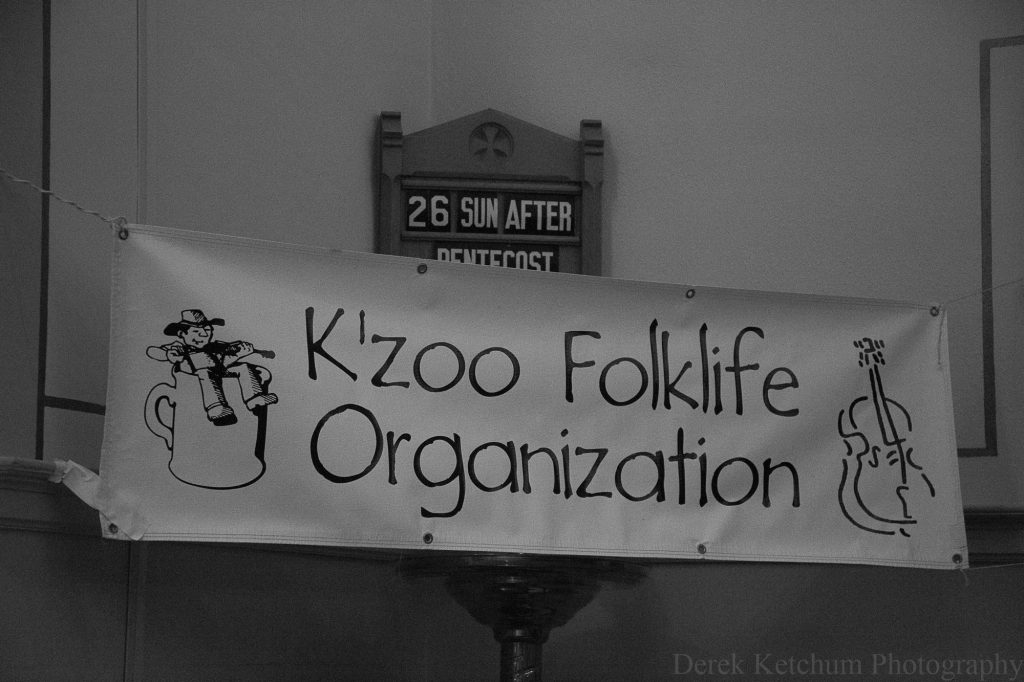 26 SUN AFTER
PENTECOST
K'zoo Folklife
Organization
Derek Ketchum Photography